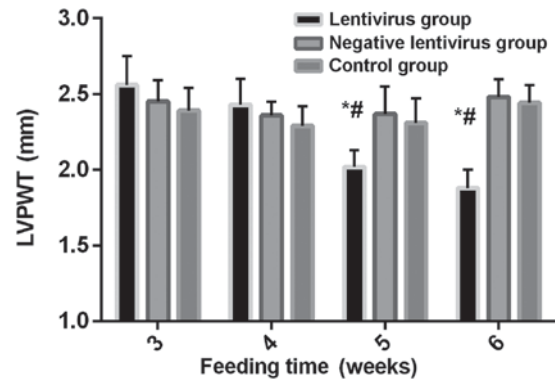 Lentivirus group
Negative lentivirus group
Control group
3.0
2.5
2.0
1.5
1.0
LVPWT (mm)
*#
*#
3
4
5
6
Feeding time (weeks)